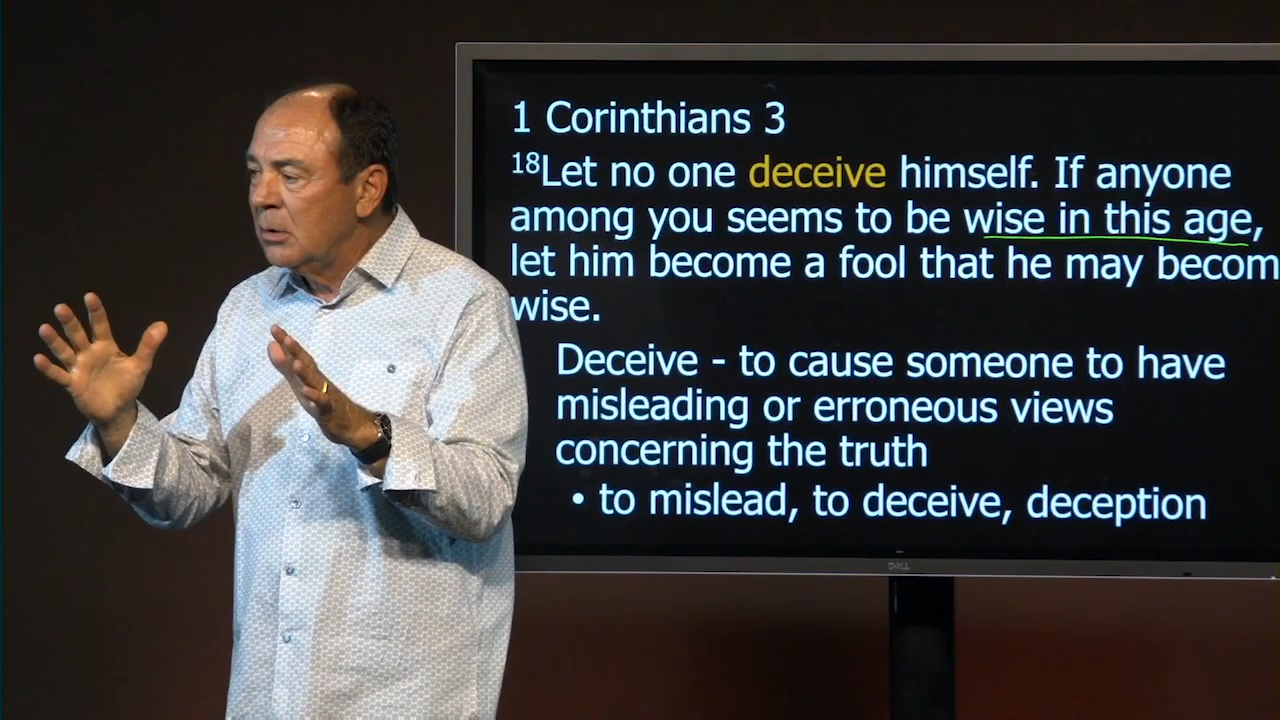 1 Corinthians 3
18Let no one deceive himself. If anyone
among you seems to be wise in this age,
let him become a fool that he may becom
wise.
Deceive - to cause someone to have
misleading or erroneous views
concerning the truth
• to mislead, to deceive, deception
DELL